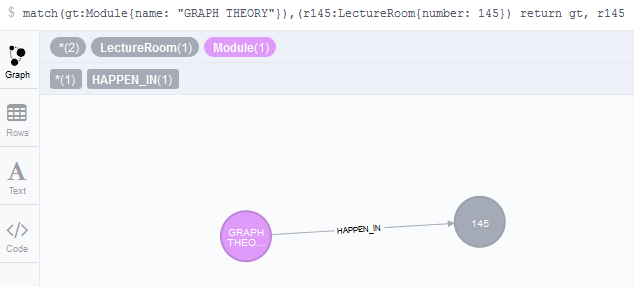 $ match(gt:Module{name: "GRAPH THEORY"}),(r145:LectureRoom{number: 145}) return gt, r145
*(2) LectureRoom(1) Module(1)
Graph
*(1) HAPPEN_IN(1)
Rows
A
Text
</>
Code
GRAPH
THEO...
HAPPEN_IN
145